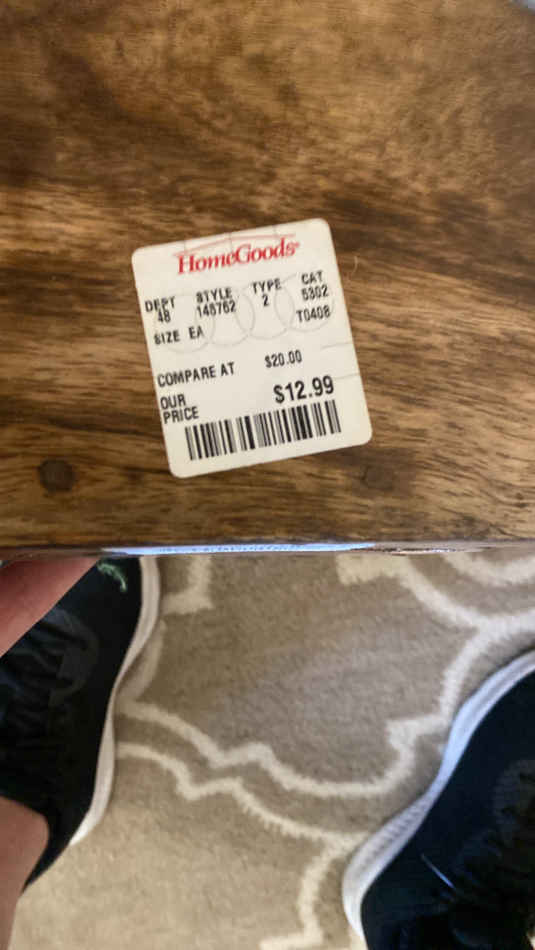 HomeGoods
DEPT STYLE TYPE CAT
48 146762 2 5302
SIZE EA T0408
COMPARE AT $20.00
OUR PRICE $12.99